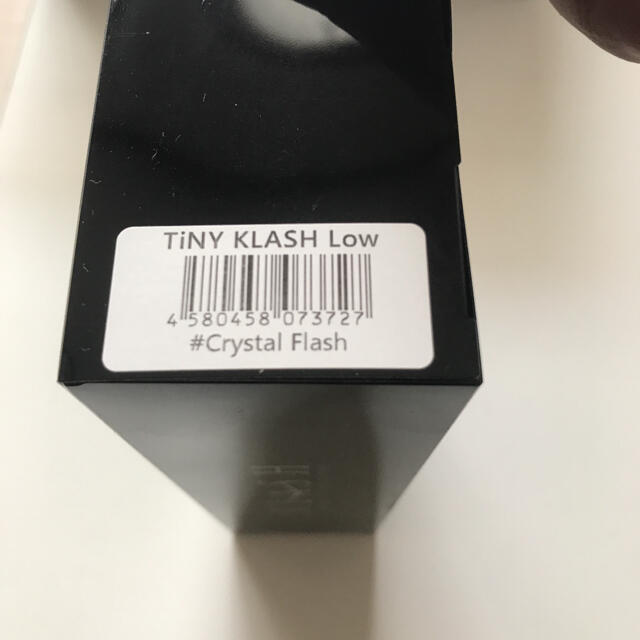 TiNY KLASH Low
4 580458 073727
#Crystal Flash